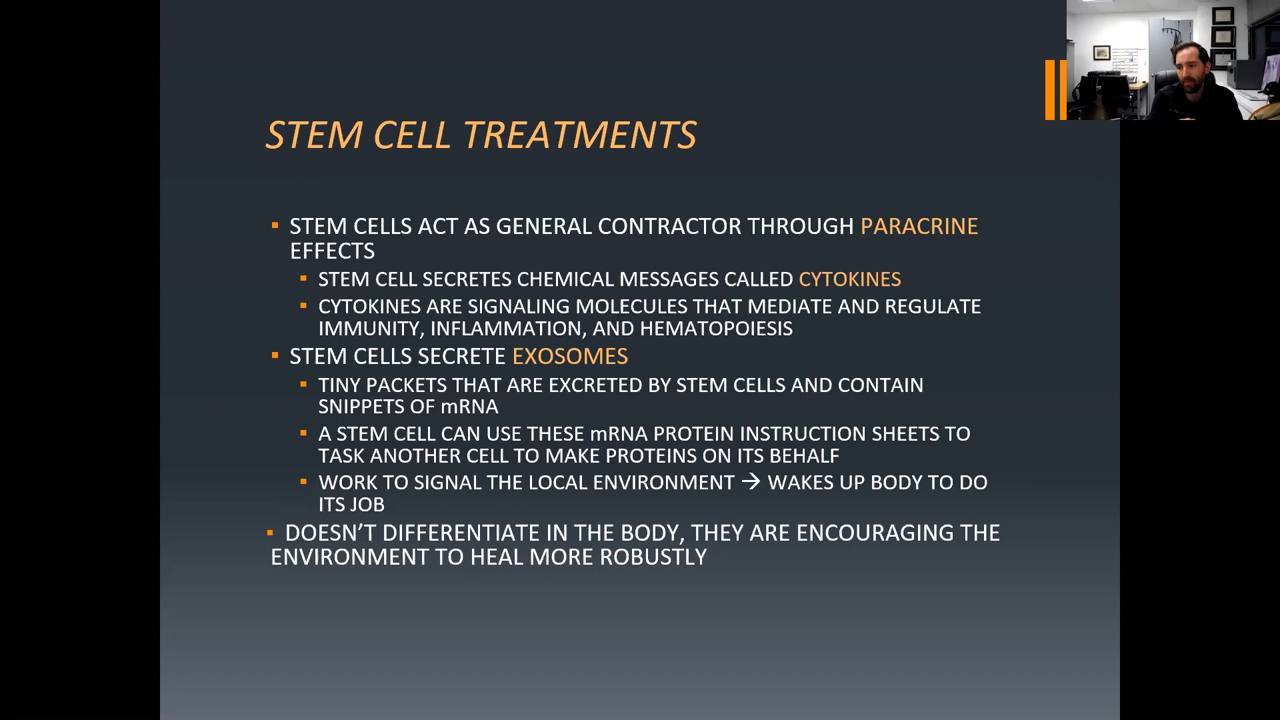 STEM CELL TREATMENTS
▪ STEM CELLS ACT AS GENERAL CONTRACTOR THROUGH PARACRINE
EFFECTS
▪ STEM CELL SECRETES CHEMICAL MESSAGES CALLED CYTOKINES
▪ CYTOKINES ARE SIGNALING MOLECULES THAT MEDIATE AND REGULATE
IMMUNITY, INFLAMMATION, AND HEMATOPOIESIS
▪ STEM CELLS SECRETE EXOSOMES
▪ TINY PACKETS THAT ARE EXCRETED BY STEM CELLS AND CONTAIN
SNIPPETS OF mRNA
▪ A STEM CELL CAN USE THESE mRNA PROTEIN INSTRUCTION SHEETS TO
TASK ANOTHER CELL TO MAKE PROTEINS ON ITS BEHALF
▪ WORK TO SIGNAL THE LOCAL ENVIRONMENT → WAKES UP BODY TO DO
ITS JOB
▪ DOESN'T DIFFERENTIATE IN THE BODY, THEY ARE ENCOURAGING THE
ENVIRONMENT TO HEAL MORE ROBUSTLY